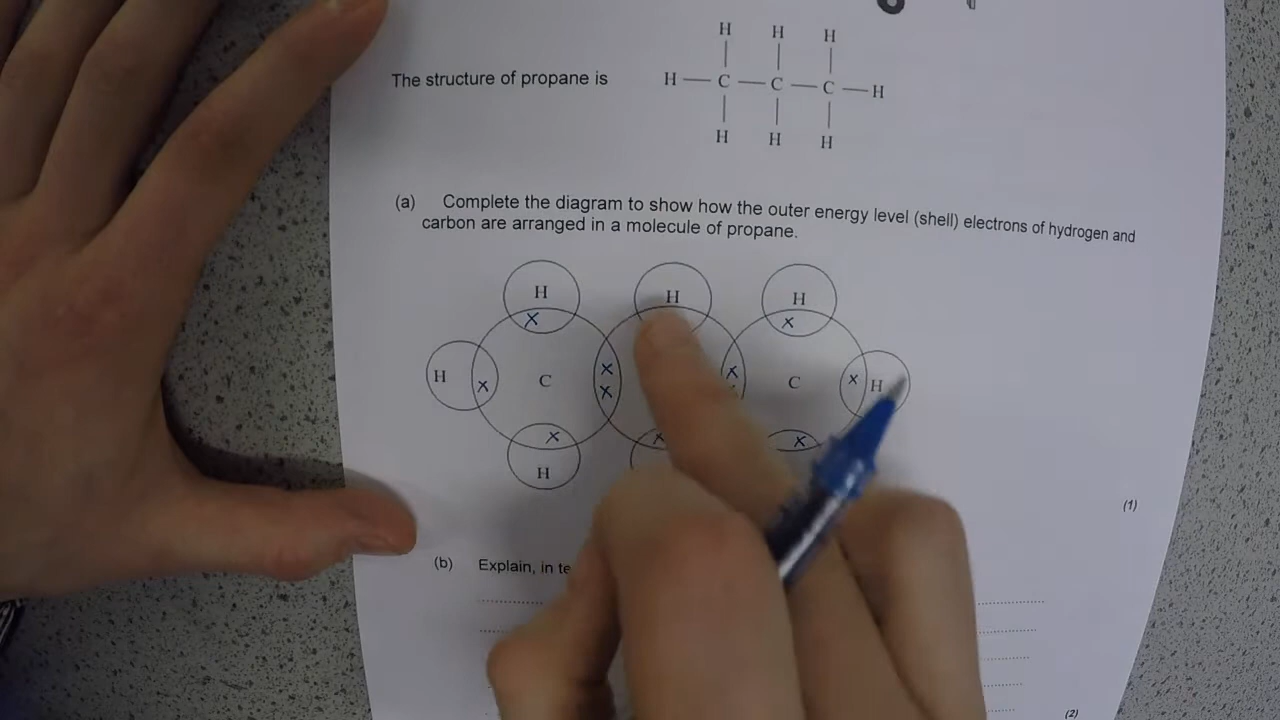 H H H
The structure of propane is H — C — C — C — H
H H H
(a) Complete the diagram to show how the outer energy level (shell) electrons of hydrogen and
carbon are arranged in a molecule of propane.
H H H
x x
H x C x x C x H
x
x x x
H
(1)
(b) Explain, in
(2)